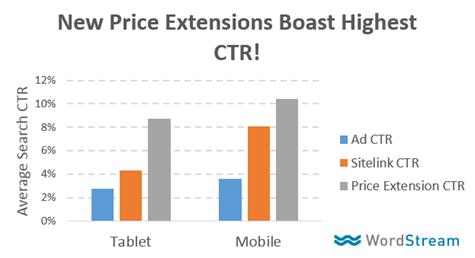 New Price Extensions Boast Highest
CTR!
Average Search CTR
12%
10%
8%
6%
4%
2%
0%
Tablet
Mobile
Ad CTR
Sitelink CTR
Price Extension CTR
WordStream